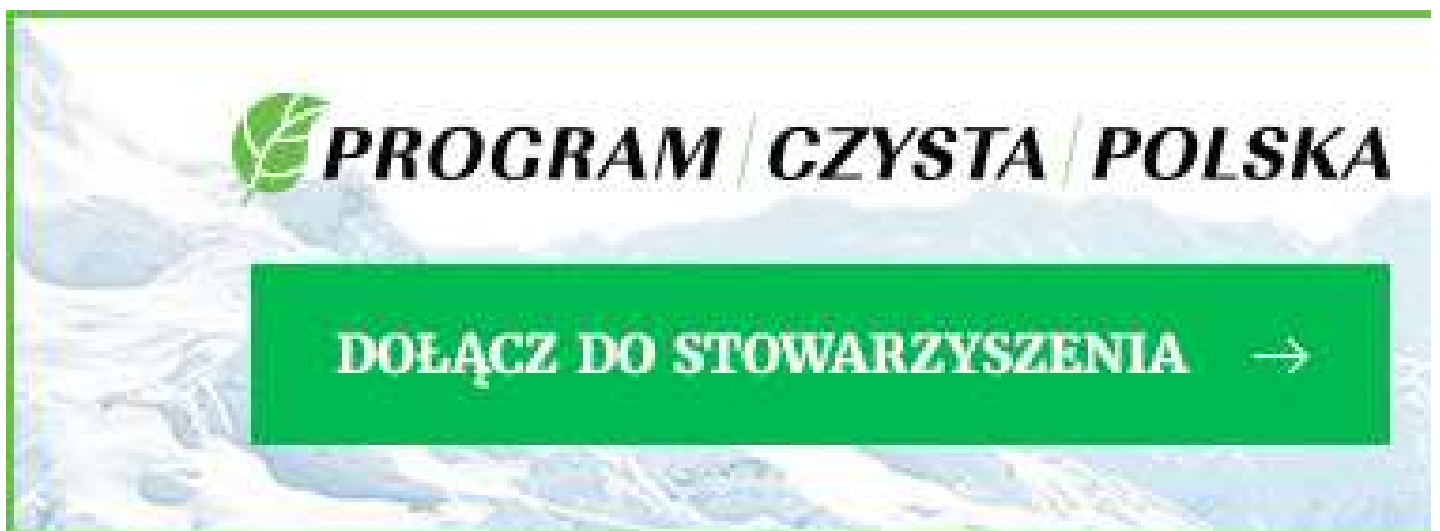 PROGRAM / CZYSTA / POLSKA
DOŁĄCZ DO STOWARZYSZENIA →